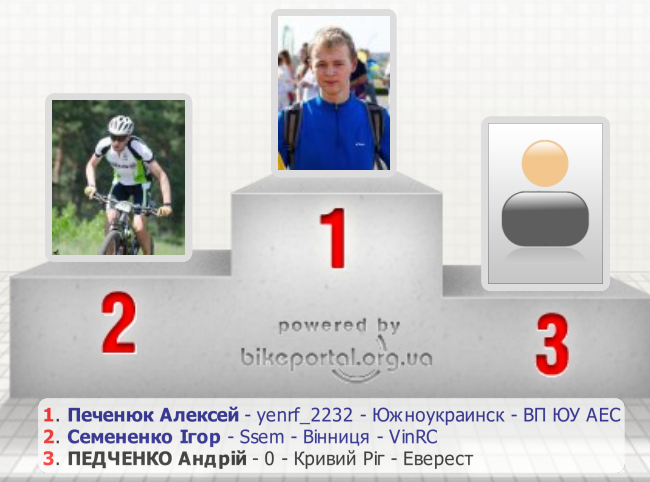 1
2
3
powered by
bikeportal.org.ua
1. Печенюк Алексей - yenrf_2232 - Южноукраинск - ВП ЮУ АЕС
2. Семененко Ігор - Ssem - Вінниця - VinRC
3. ПЕДЧЕНКО Андрій - 0 - Кривий Ріг - Еверест